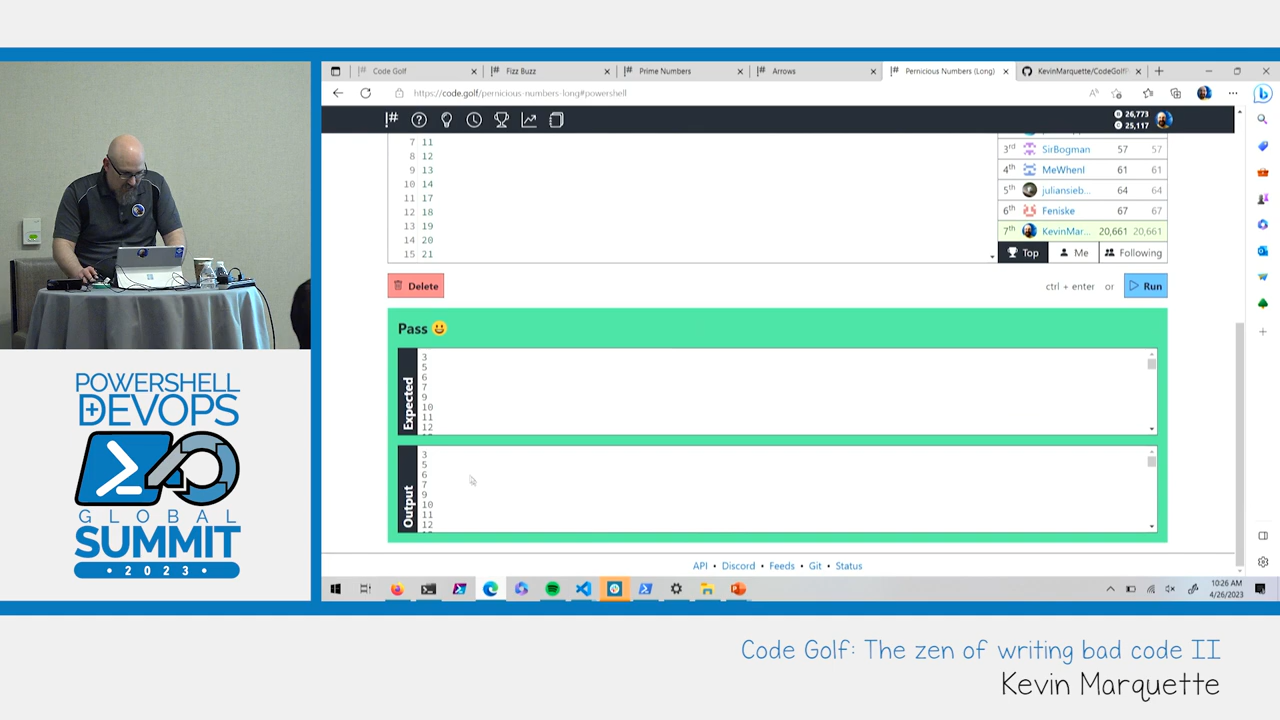 Code Golf
Fizz Buzz
Prime Numbers
Arrows
Pernicious Numbers (Long)
KevinMarquette/CodeGolf
https://code.golf/pernicious-numbers-long#powershell
26,773
25,117
7 11
8 12
9 13
10 14
11 17
12 18
13 19
14 20
15 21
3rd SirBogman 57 57
4th MeWhenI 61 61
5th juliansieb... 64 64
6th Feniske 67 67
7th KevinMar... 20,661 20,661
Top Me Following
Delete
ctrl + enter or Run
Pass
Expected
3
5
6
7
9
10
11
12
Output
3
5
6
7
9
10
11
12
API • Discord • Feeds • Git • Status
10:26 AM
4/26/2023
POWERSHELL
+DEVOPS
GLOBAL
SUMMIT
• 2023 •
Code Golf: The zen of writing bad code II
Kevin Marquette